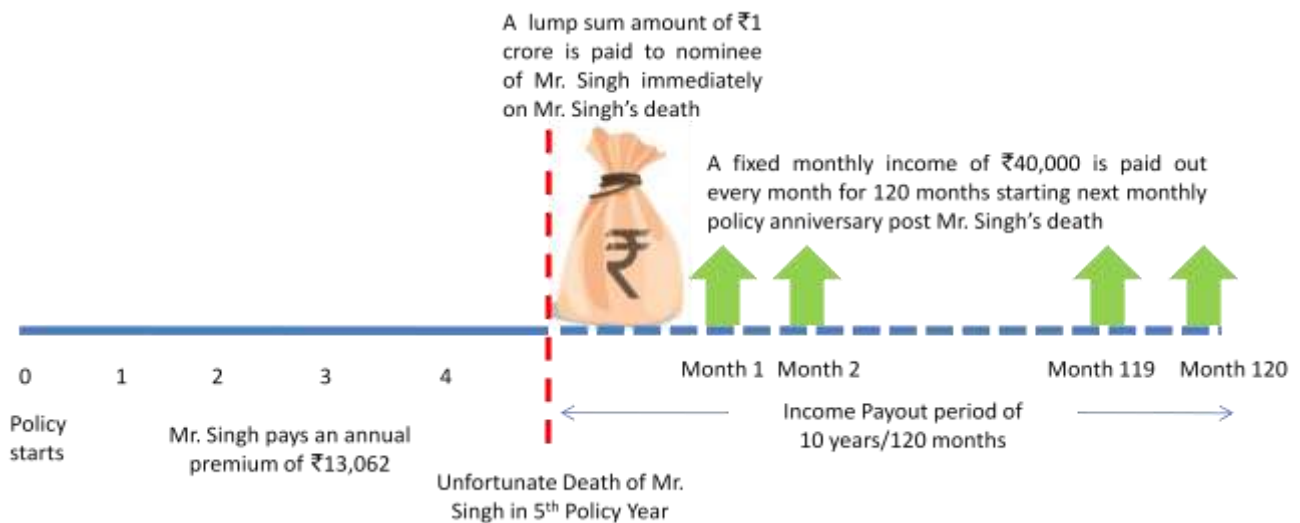 A lump sum amount of ₹1
crore is paid to nominee
of Mr. Singh immediately
on Mr. Singh's death
A fixed monthly income of ₹40,000 is paid out
every month for 120 months starting next monthly
policy anniversary post Mr. Singh's death
₹
0
1
2
3
4
Month 1
Month 2
Month 119
Month 120
Policy
starts
Mr. Singh pays an annual
premium of ₹13,062
Income Payout period of
10 years/120 months
Unfortunate Death of Mr.
Singh in 5th Policy Year